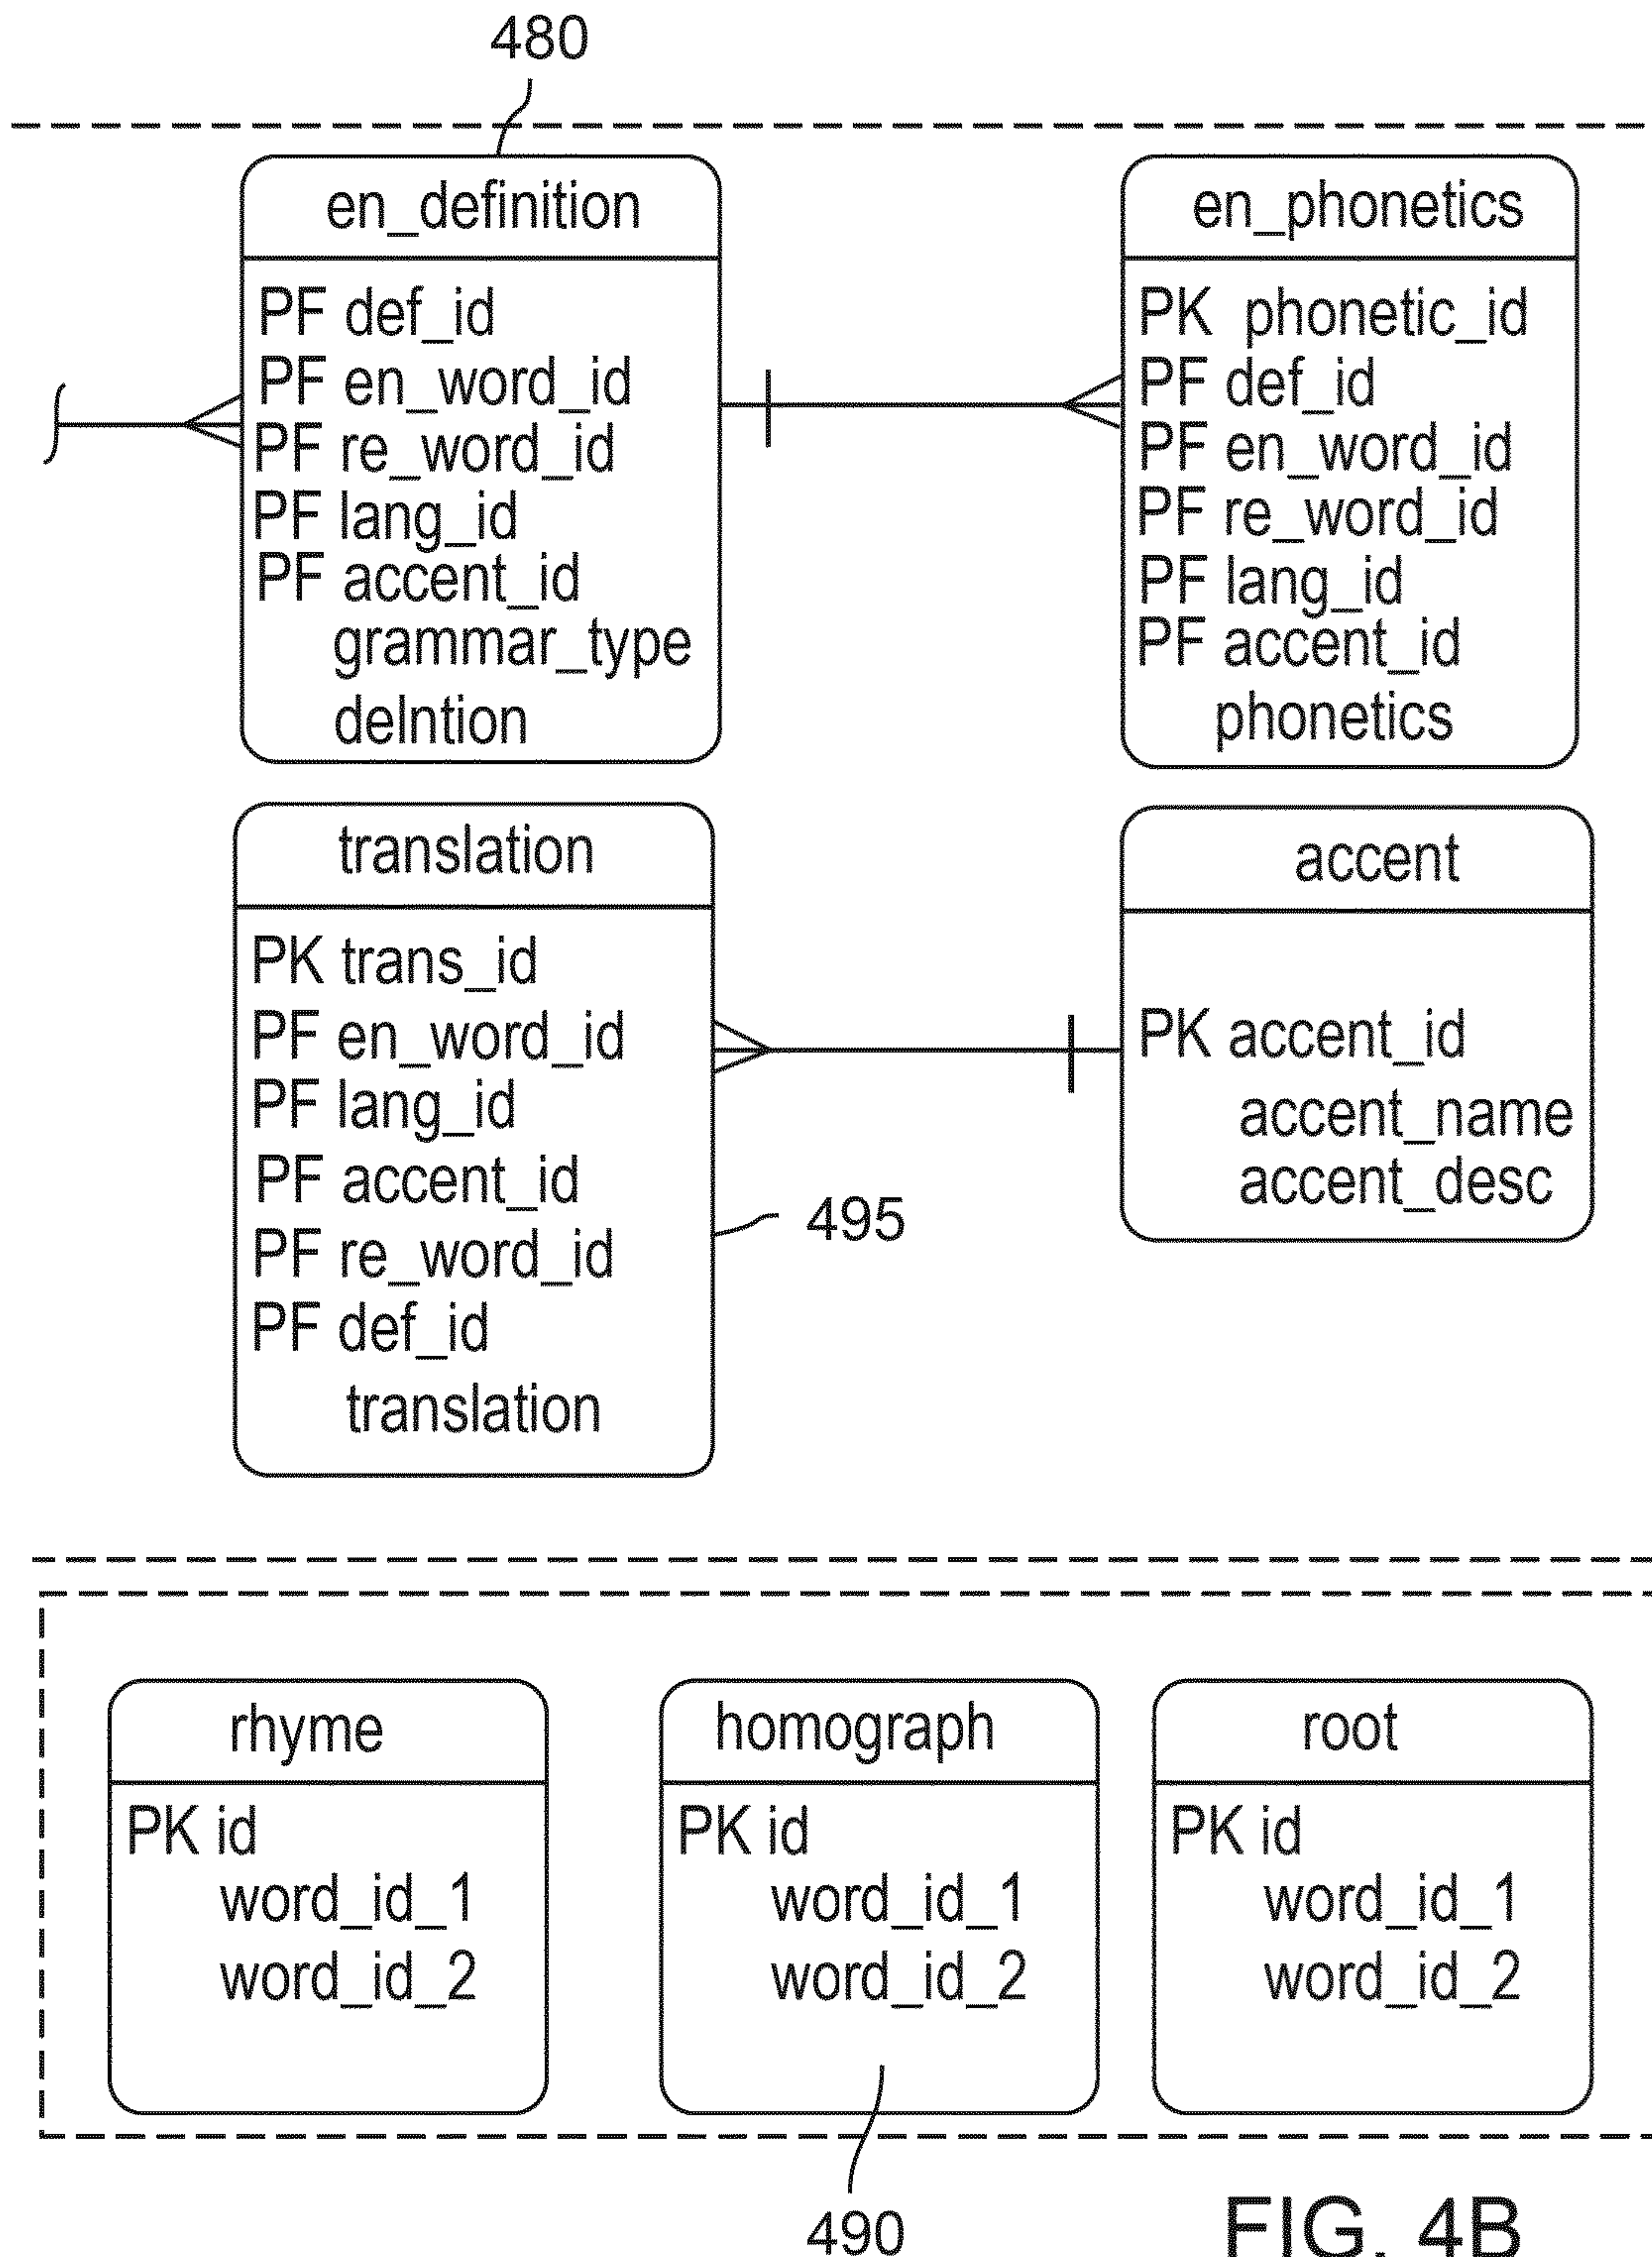 480
en_definition
PF def_id
PF en_word_id
PF re_word_id
PF lang_id
PF accent_id
grammar_type
delntion
en_phonetics
PK phonetic_id
PF def_id
PF en_word_id
PF re_word_id
PF lang_id
PF accent_id
phonetics
translation
PK trans_id
PF en_word_id
PF lang_id
PF accent_id
PF re_word_id
PF def_id
translation
495
accent
PK accent_id
accent_name
accent_desc
rhyme
PK id
word_id_1
word_id_2
homograph
PK id
word_id_1
word_id_2
root
PK id
word_id_1
word_id_2
490
FIG. 4B